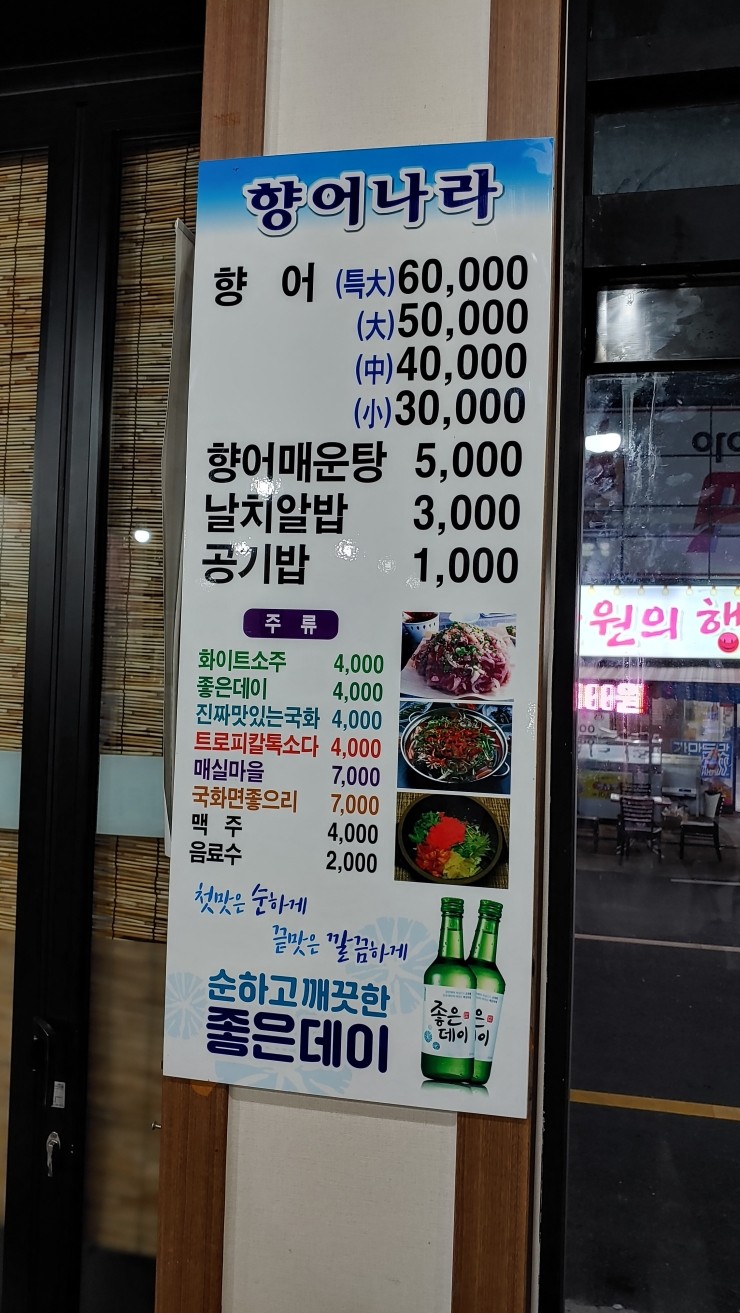 향어나라
향 어 (특大) 60,000
(大) 50,000
(中) 40,000
(小) 30,000
향어매운탕 5,000
날치알밥 3,000
공기밥 1,000
주 류
화이트소주 4,000
좋은데이 4,000
진짜맛있는국화 4,000
트로피칼톡소다 4,000
매실마을 7,000
국화면좋으리 7,000
맥 주 4,000
음료수 2,000
첫맛은 순하게
끝맛은 깔끔하게
순하고깨끗한
좋은데이
좋은
데이
원의 행